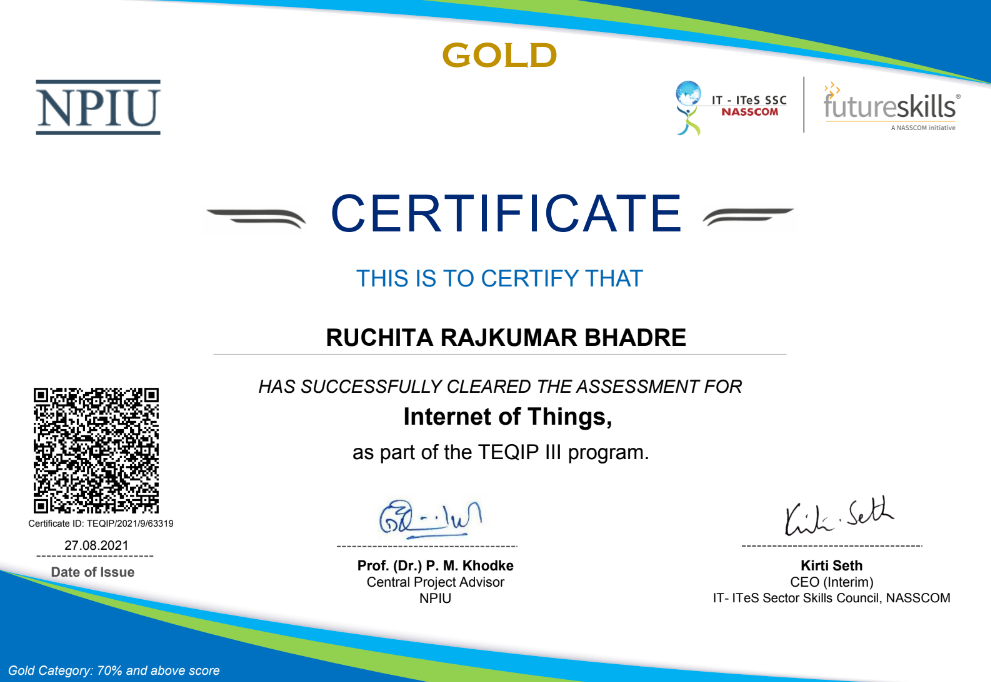 GOLD
NPIU
IT - ITeS SSC
NASSCOM
futureskills®
A NASSCOM Initiative
CERTIFICATE
THIS IS TO CERTIFY THAT
RUCHITA RAJKUMAR BHADRE
HAS SUCCESSFULLY CLEARED THE ASSESSMENT FOR
Internet of Things,
as part of the TEQIP III program.
Certificate ID: TEQIP/2021/9/63319
27.08.2021
Date of Issue
Prof. (Dr.) P. M. Khodke
Central Project Advisor
NPIU
Kirti Seth
Kirti Seth
CEO (Interim)
IT- ITeS Sector Skills Council, NASSCOM
Gold Category: 70% and above score